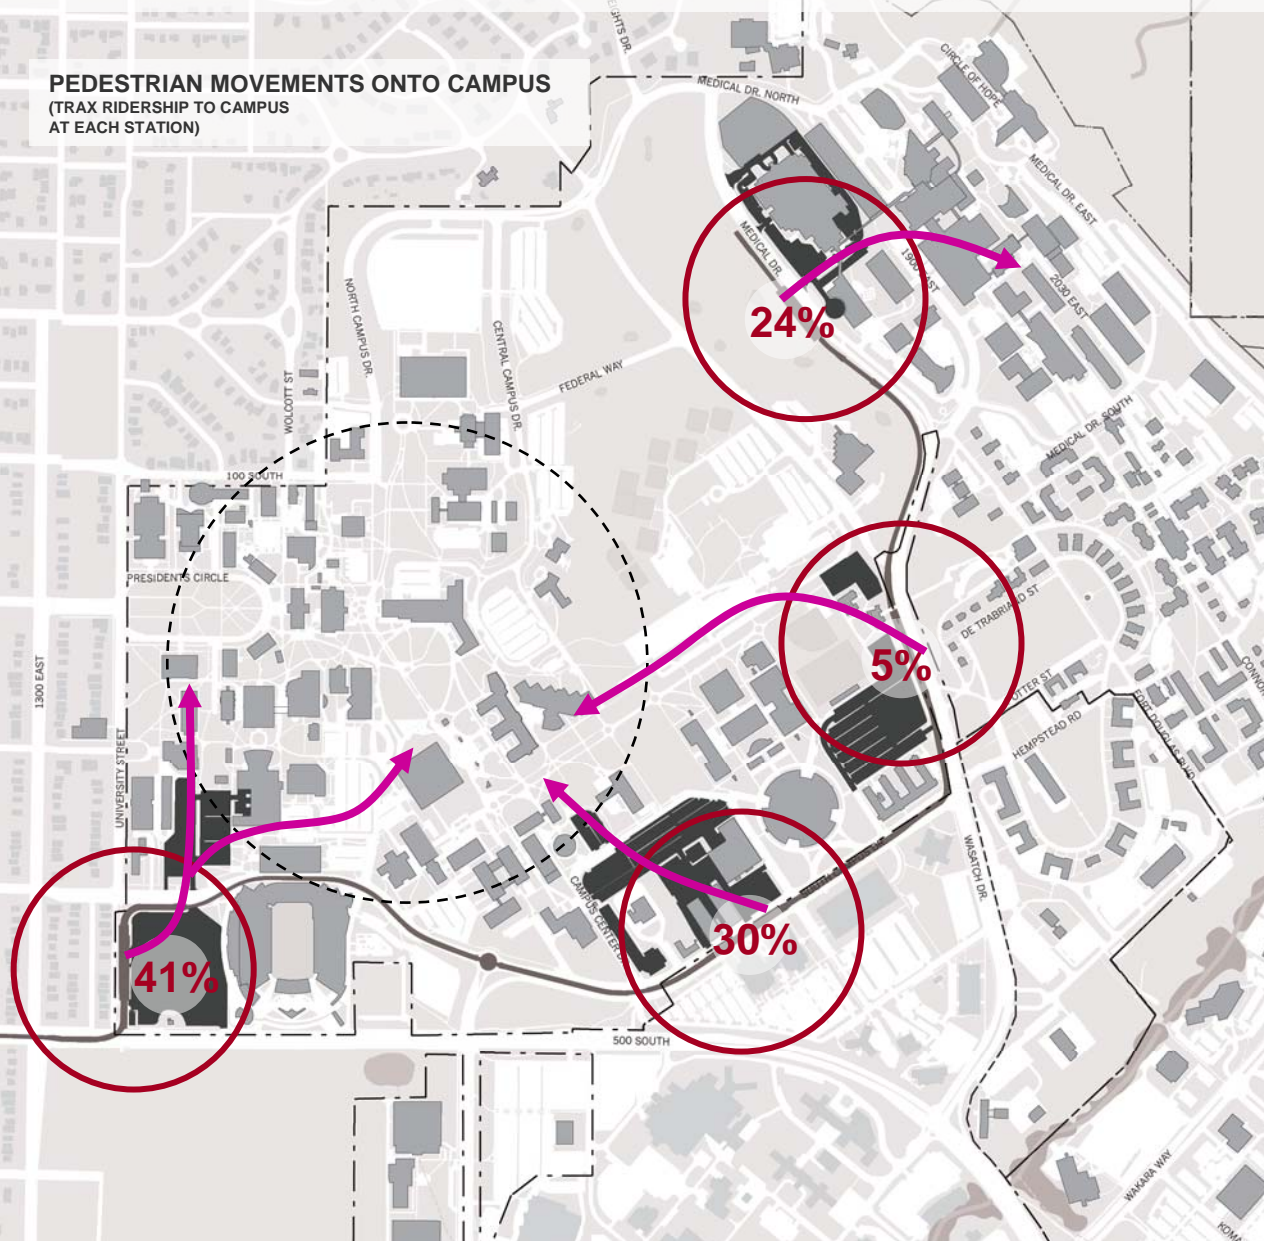 PEDESTRIAN MOVEMENTS ONTO CAMPUS
(TRAX RIDERSHIP TO CAMPUS
AT EACH STATION)
MEDICAL DR. NORTH
CIRCLE OF HOPE
MEDICAL DR. EAST
MEDICAL DR.
1900 EAST
2030 EAST
24%
NORTH CAMPUS DR.
CENTRAL CAMPUS DR.
FEDERAL WAY
WOLCOTT ST
MEDICAL DR. SOUTH
100 SOUTH
PRESIDENTS CIRCLE
DE TRABRIAND ST
5%
1300 EAST
UNIVERSITY STREET
POTTER ST
HEMPSTEAD RD
FORT DOUGLAS BLVD
WASATCH DR.
CAMPUS CENTER
30%
41%
500 SOUTH
WAKARA WAY